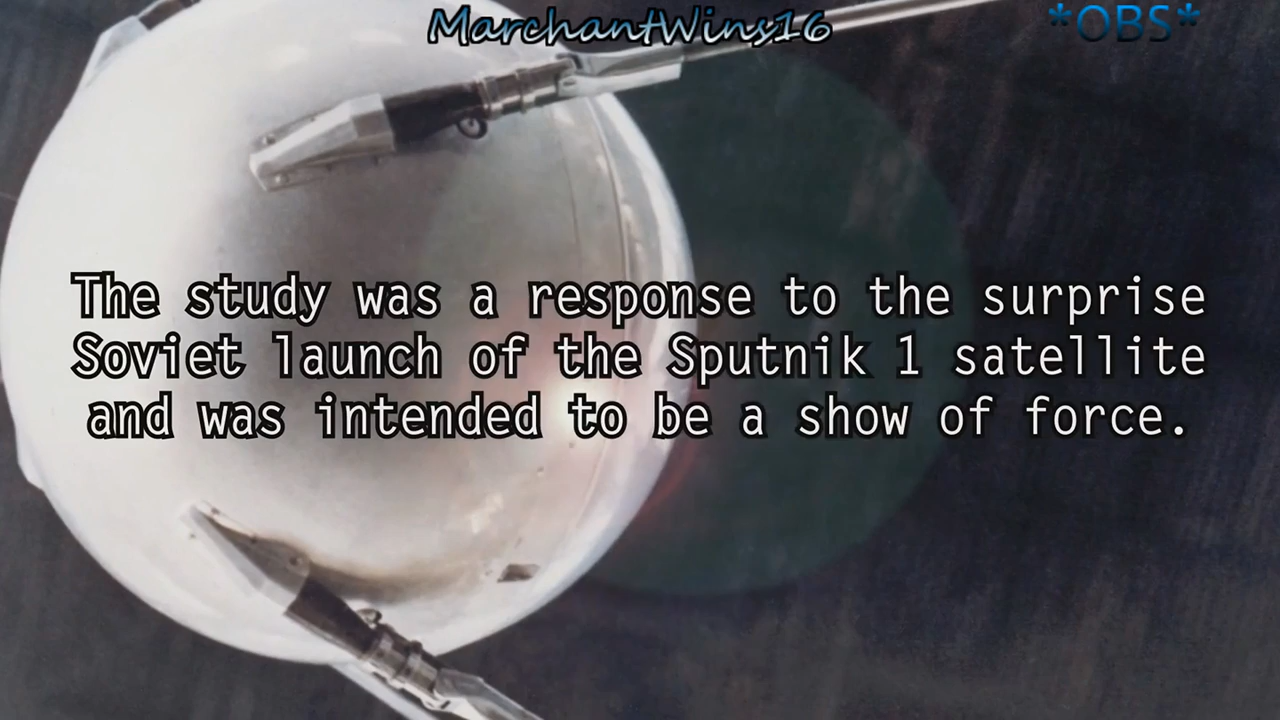 MarchantWins16 *OBS*
The study was a response to the surprise
Soviet launch of the Sputnik 1 satellite
and was intended to be a show of force.